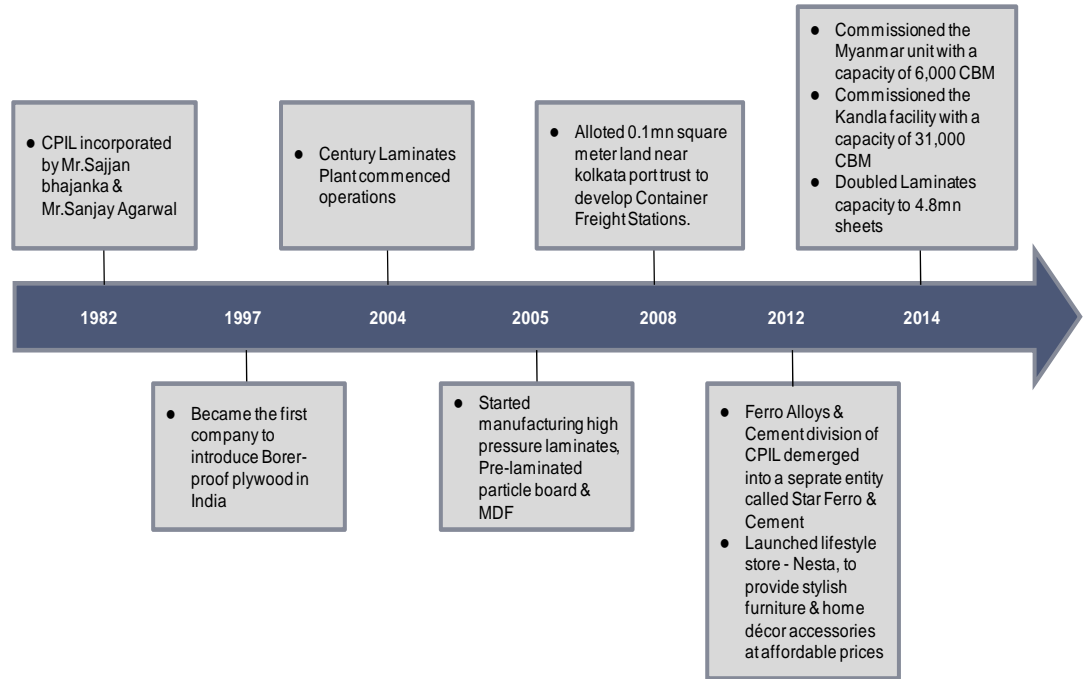 ● Commissioned the
Myanmar unit with a
capacity of 6,000 CBM
● Commissioned the
Kandla facility with a
capacity of 31,000
CBM
● Doubled Laminates
capacity to 4.8mn
sheets
● CPIL incorporated
by Mr.Sajjan
bhajanka &
Mr.Sanjay Agarwal
● Century Laminates
Plant commenced
operations
● Alloted 0.1mn square
meter land near
kolkata port trust to
develop Container
Freight Stations.
1982 1997 2004 2005 2008 2012 2014
● Became the first
company to
introduce Borer-
proof plywood in
India
● Started
manufacturing high
pressure laminates,
Pre-laminated
particle board &
MDF
● Ferro Alloys &
Cement division of
CPIL demerged
into a seprate entity
called Star Ferro &
Cement
● Launched lifestyle
store - Nesta, to
provide stylish
furniture & home
décor accessories
at affordable prices